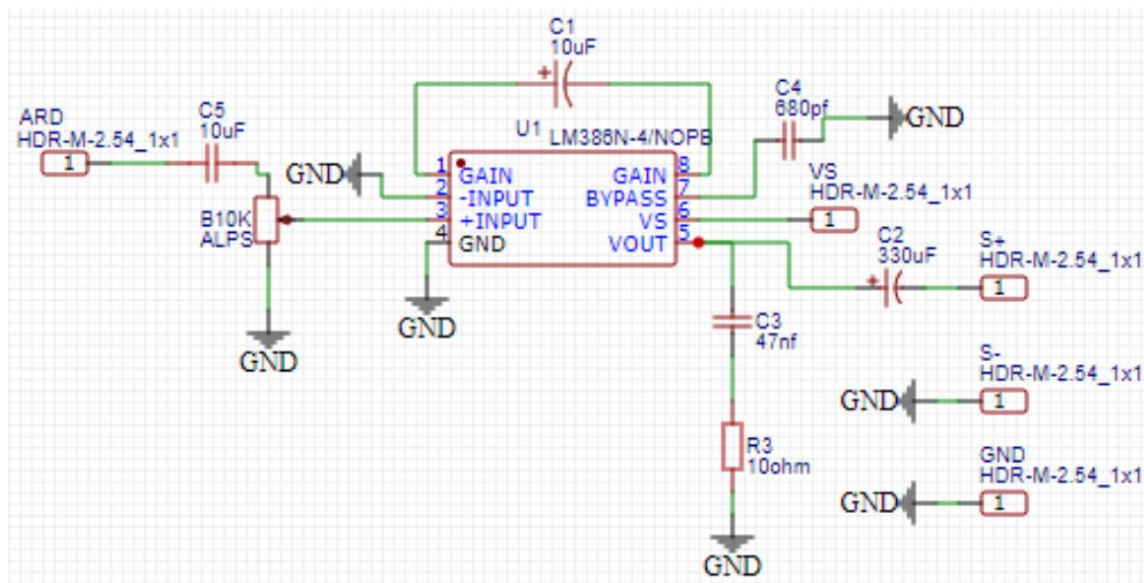 C1
10uF
C4
680pf
GND
C5
10uF
ARD
HDR-M-2.54_1x1
1
U1
LM386N-4/NOPB
GND
VS
HDR-M-2.54_1x1
1
1
GAIN
GAIN
8
2
-INPUT
BYPASS
7
3
+INPUT
VS
6
4
GND
VOUT
5
B10K
ALPS
GND
GND
C2
330uF
S+
HDR-M-2.54_1x1
1
C3
47nf
S-
HDR-M-2.54_1x1
GND
1
R3
10ohm
GND
HDR-M-2.54_1x1
GND
1
GND